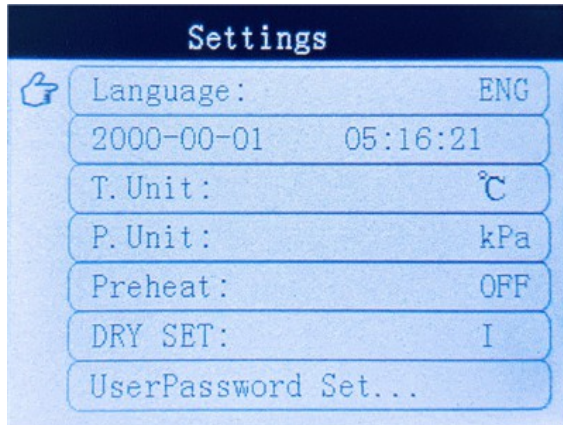 Settings
Language: ENG
2000-00-01 05:16:21
T.Unit: ℃
P.Unit: kPa
Preheat: OFF
DRY SET: I
UserPassword Set...